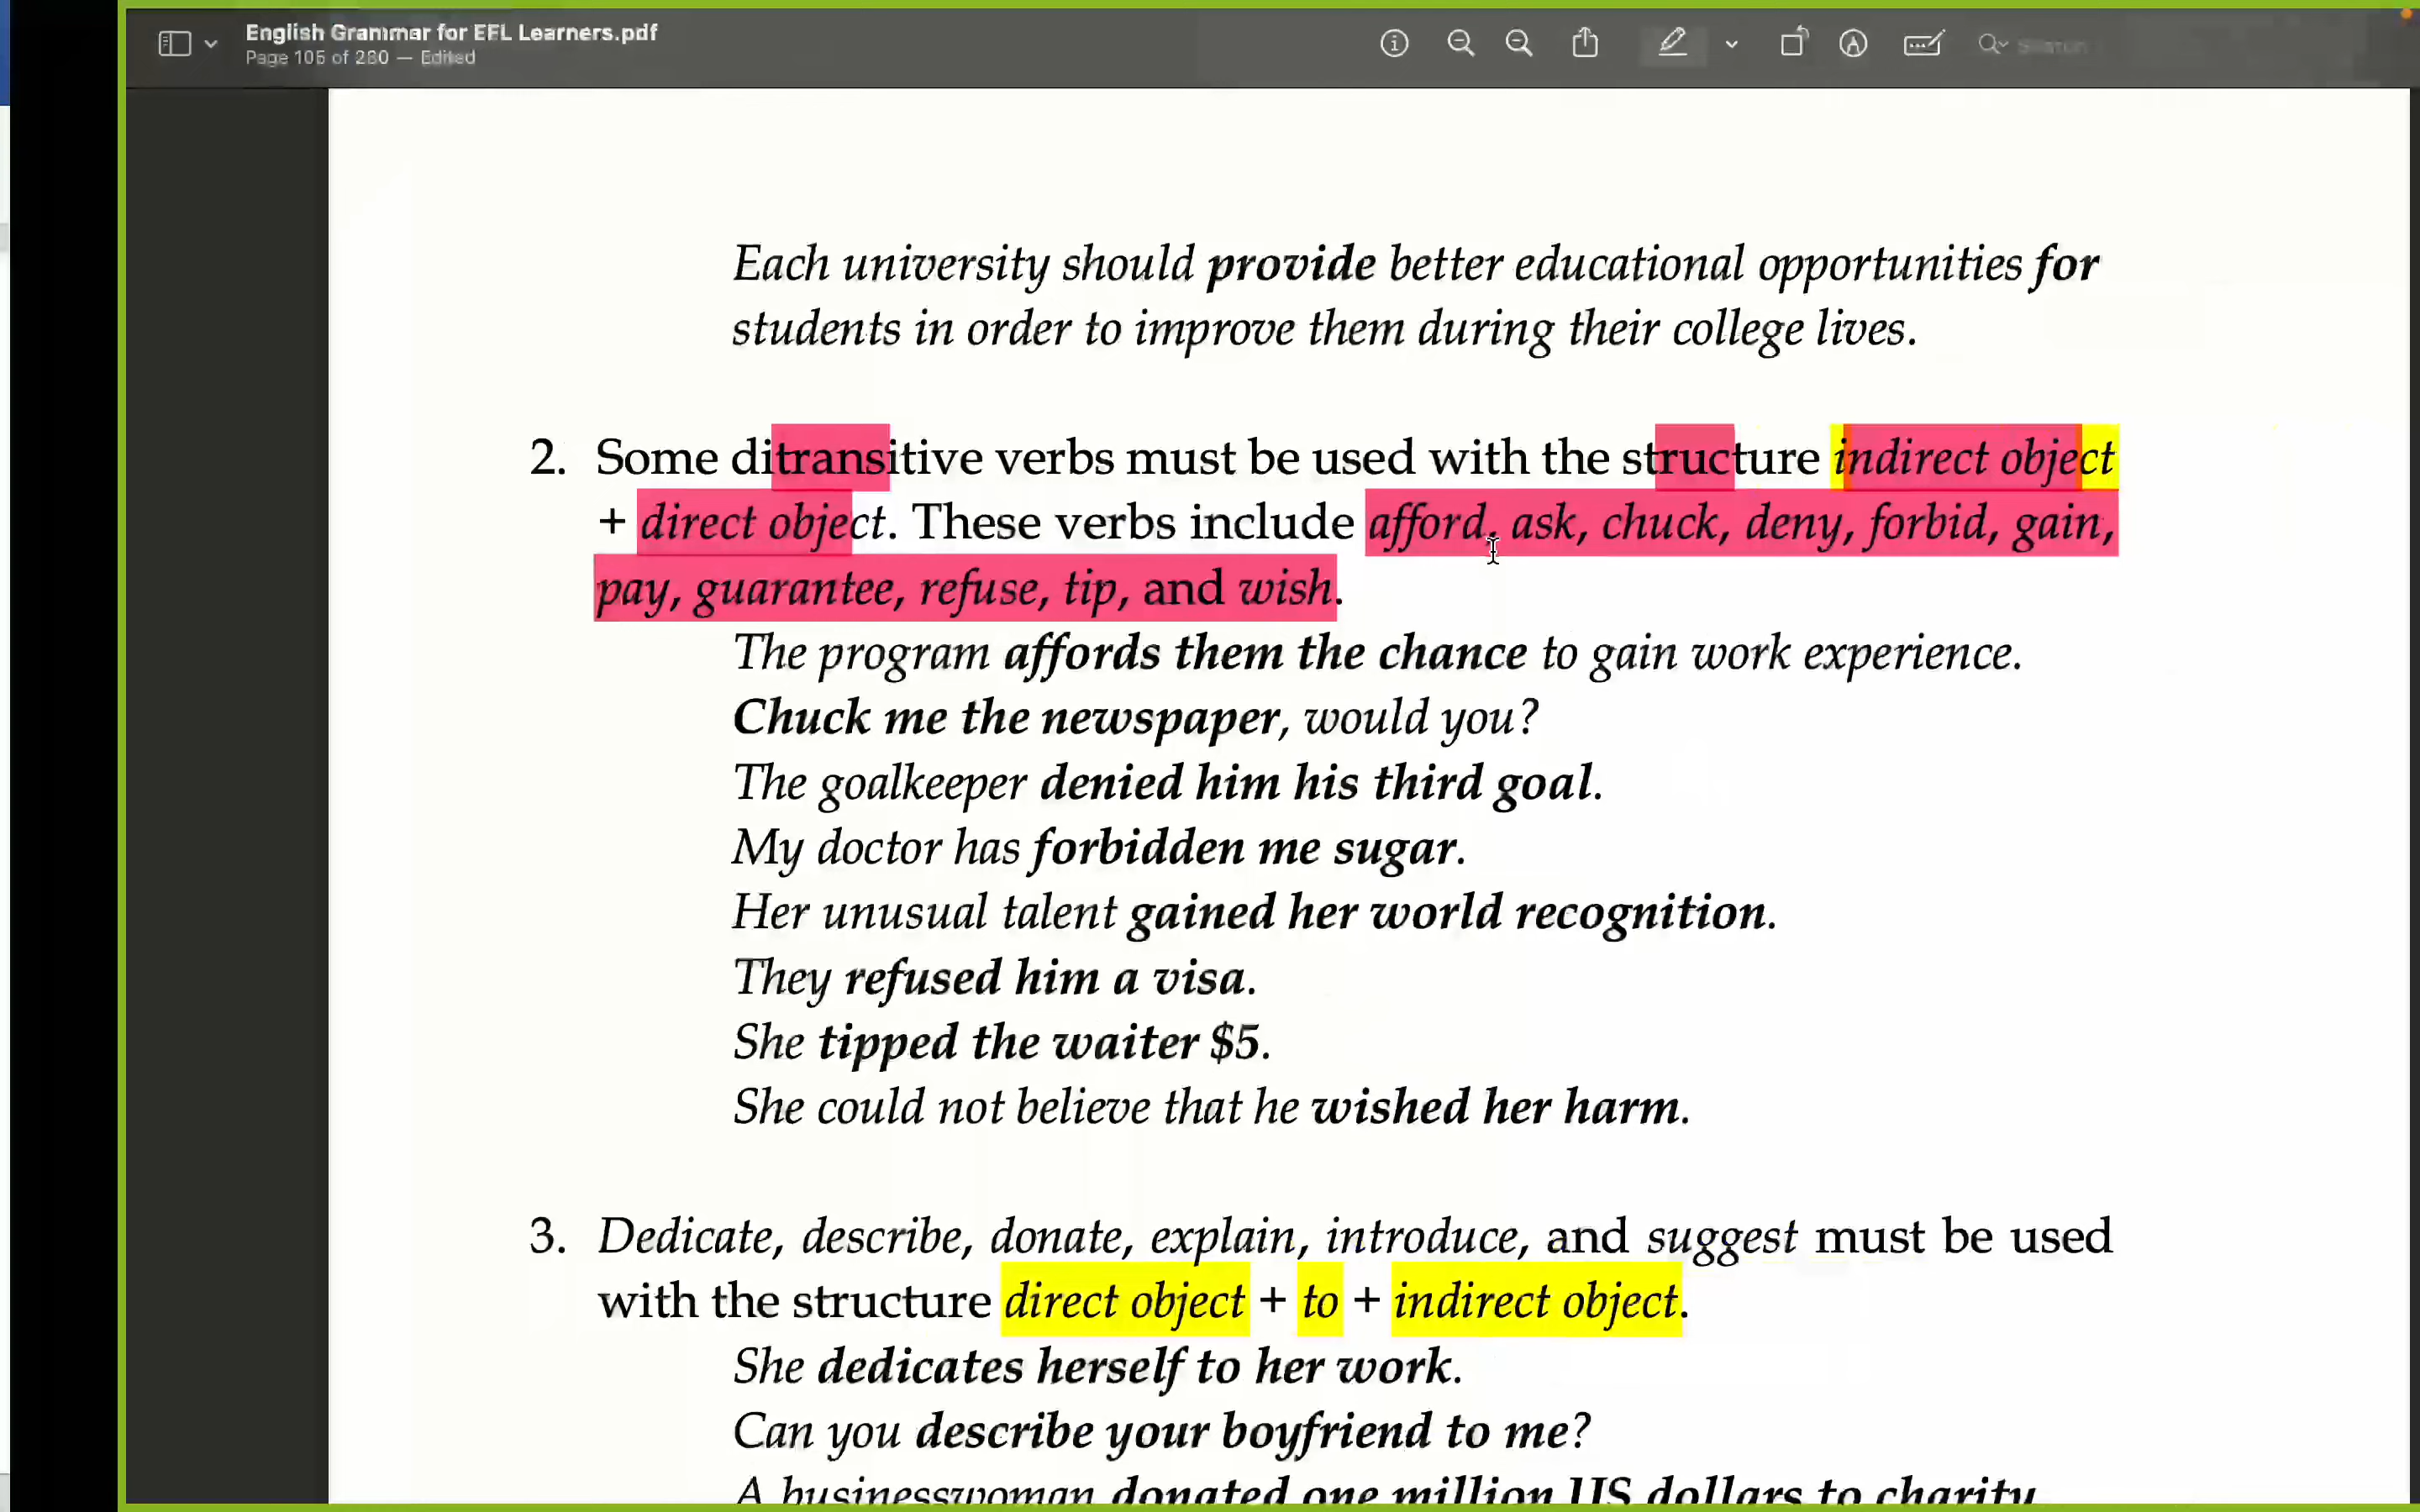 English Grammar for EFL Learners.pdf
Page 105 of 280 — Edited
Search
Each university should provide better educational opportunities for
students in order to improve them during their college lives.
2. Some ditransitive verbs must be used with the structure indirect object
+ direct object. These verbs include afford, ask, chuck, deny, forbid, gain,
pay, guarantee, refuse, tip, and wish.
The program affords them the chance to gain work experience.
Chuck me the newspaper, would you?
The goalkeeper denied him his third goal.
My doctor has forbidden me sugar.
Her unusual talent gained her world recognition.
They refused him a visa.
She tipped the waiter $5.
She could not believe that he wished her harm.
3. Dedicate, describe, donate, explain, introduce, and suggest must be used
with the structure direct object + to + indirect object.
She dedicates herself to her work.
Can you describe your boyfriend to me?
A businesswoman donated one million US dollars to charity